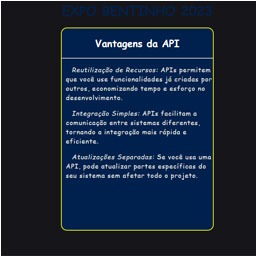 EXPO BENTINHO 2023
Vantagens da API
Reutilização de Recursos: APIs permitem
que você use funcionalidades já criadas por
outros, economizando tempo e esforço no
desenvolvimento.
Integração Simples: APIs facilitam a
comunicação entre sistemas diferentes,
tornando a integração mais rápida e
eficiente.
Atualizações Separadas: Se você usa uma
API, pode atualizar partes específicas do
seu sistema sem afetar todo o projeto.